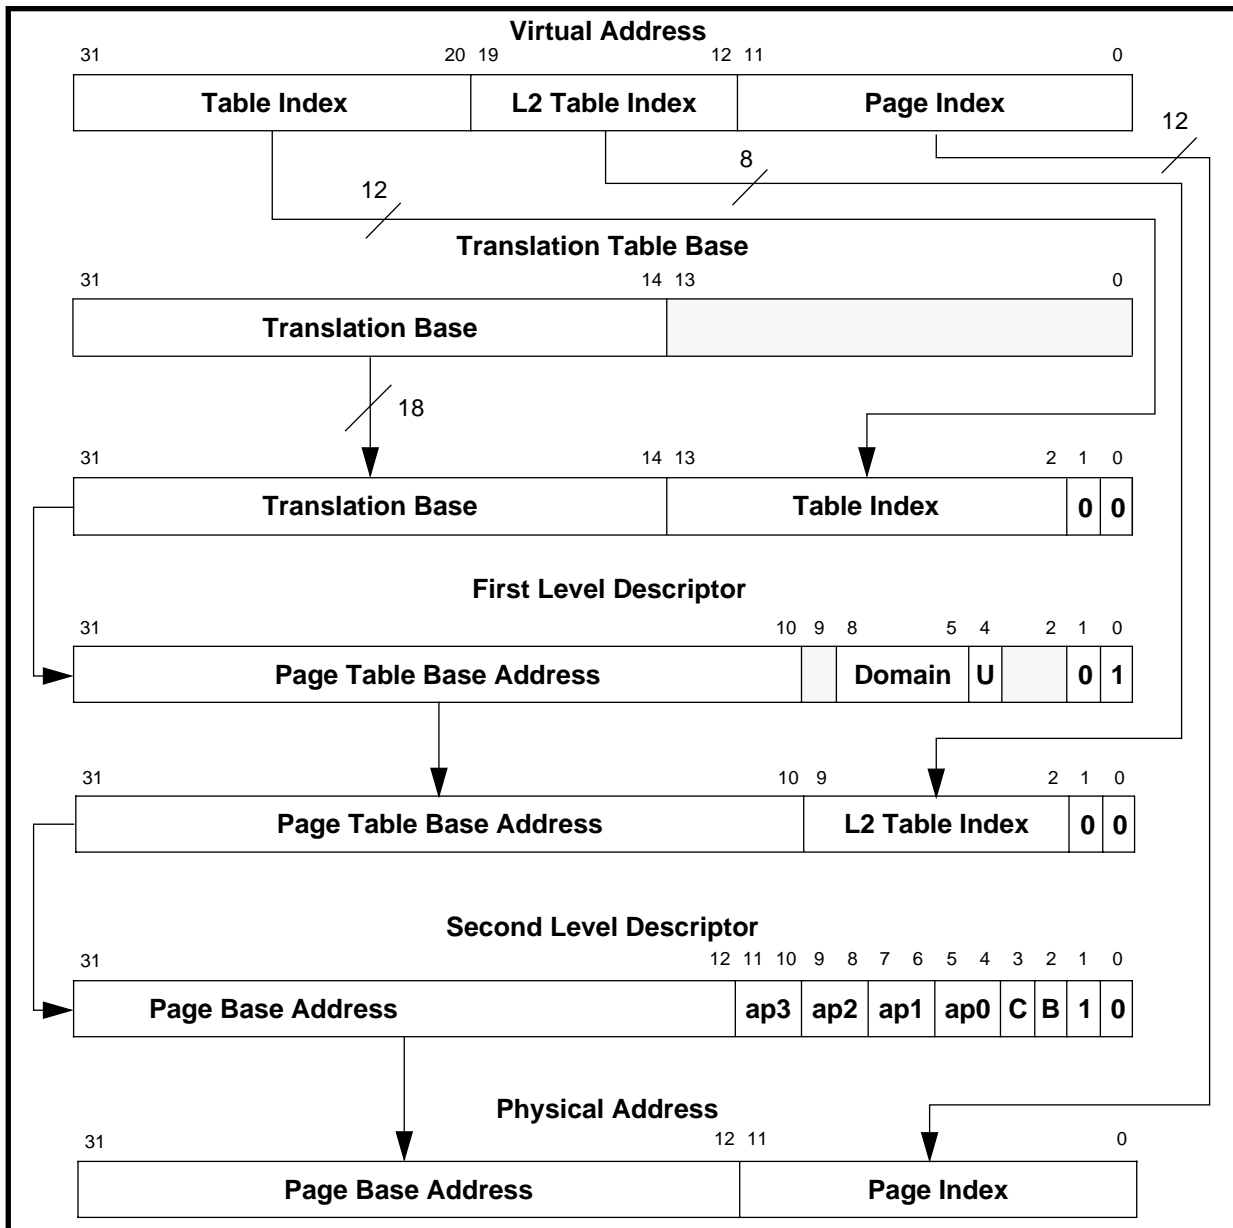 Virtual Address
31 20 19 12 11 0
Table Index L2 Table Index Page Index
12
8
12
Translation Table Base
31 14 13 0
Translation Base
18
31 14 13 2 1 0
Translation Base Table Index 0 0
First Level Descriptor
31 10 9 8 5 4 2 1 0
Page Table Base Address Domain U 0 1
31 10 9 2 1 0
Page Table Base Address L2 Table Index 0 0
Second Level Descriptor
31 12 11 10 9 8 7 6 5 4 3 2 1 0
Page Base Address ap3 ap2 ap1 ap0 C B 1 0
Physical Address
31 12 11 0
Page Base Address Page Index